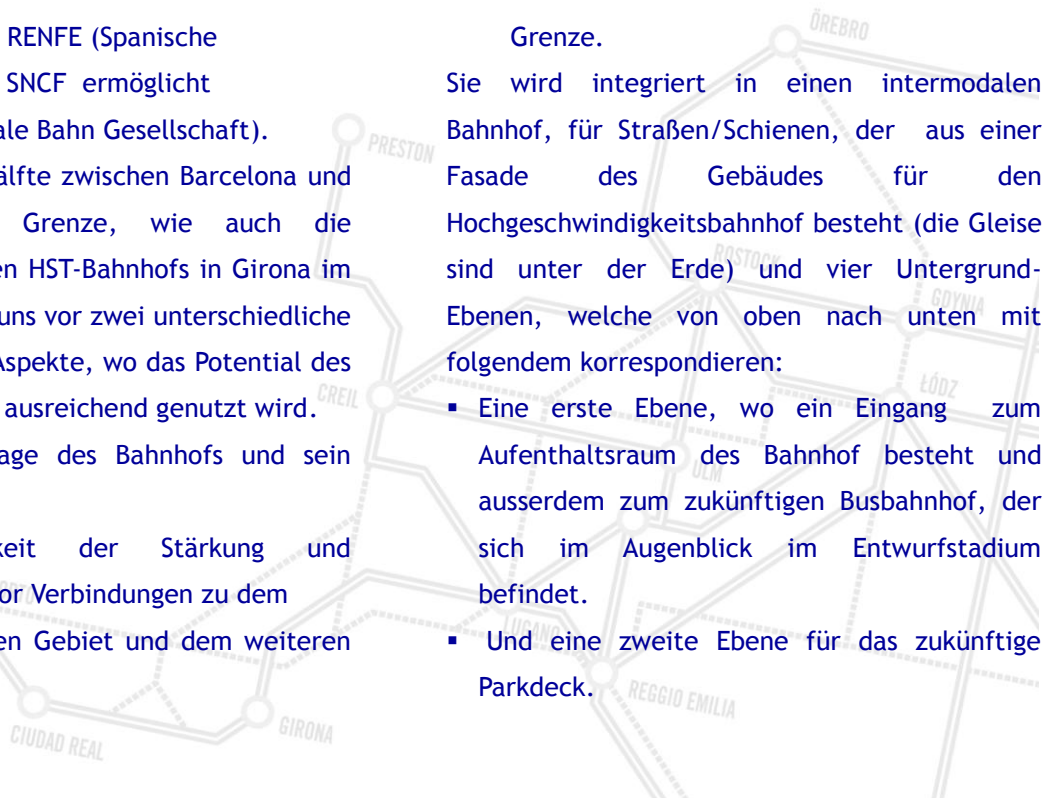 RENFE (Spanische
SNCF ermöglicht
ale Bahn Gesellschaft).
älfte zwischen Barcelona und
Grenze, wie auch die
en HST-Bahnhofs in Girona im
uns vor zwei unterschiedliche
Aspekte, wo das Potential des
ausreichend genutzt wird.
age des Bahnhofs und sein
keit der Stärkung und
or Verbindungen zu dem
en Gebiet und dem weiteren
Grenze.
Sie wird integriert in einen intermodalen
Bahnhof, für Straßen/Schienen, der aus einer
Fasade des Gebäudes für den
Hochgeschwindigkeitsbahnhof besteht (die Gleise
sind unter der Erde) und vier Untergrund-
Ebenen, welche von oben nach unten mit
folgendem korrespondieren:
▪ Eine erste Ebene, wo ein Eingang zum
Aufenthaltsraum des Bahnhof besteht und
ausserdem zum zukünftigen Busbahnhof, der
sich im Augenblick im Entwurfstadium
befindet.
▪ Und eine zweite Ebene für das zukünftige
Parkdeck.
ÖREBRO
PRESTON
ROSTOCK
GDYNIA
CREIL
ŁÓDZ
ULM
LUGANO
REGGIO EMILIA
GIRONA
CIUDAD REAL